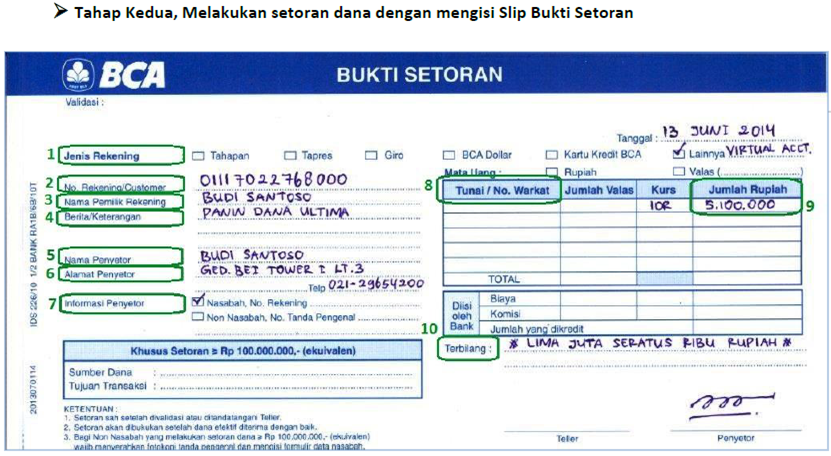 ➢ Tahap Kedua, Melakukan setoran dana dengan mengisi Slip Bukti Setoran
BCA BUKTI SETORAN
Validasi :
Tanggal : 13 JUNI 2014
1 Jenis Rekening Tahapan Tapres Giro BCA Dollar Kartu Kredit BCA Lainnya VIRTUAL ACCT.
Mata Uang : Rupiah Valas (....................)
2 No. Rekening/Customer 01117022768000
3 Nama Pemilik Rekening BUDI SANTOSO
4 Berita/Keterangan PANIN DANA ULTIMA
5 Nama Penyetor BUDI SANTOSO
6 Alamat Penyetor GED. BEI TOWER I LT.3
Telp 021-29654200
7 Informasi Penyetor Nasabah, No. Rekening
Non Nasabah, No. Tanda Pengenal
8 Tunai / No. Warkat Jumlah Valas Kurs Jumlah Rupiah
IDR 5.100.000 9
TOTAL
Diisi oleh Bank
Biaya
Komisi
Jumlah yang dikredit
10 Terbilang : * LIMA JUTA SERATUS RIBU RUPIAH *
Khusus Setoran ≥ Rp 100.000.000,- (ekuivalen)
Sumber Dana :
Tujuan Transaksi :
KETENTUAN :
1. Setoran sah setelah divalidasi atau ditandatangani Teller.
2. Setoran akan dibukukan setelah dana efektif diterima dengan baik.
3. Bagi Non Nasabah yang melakukan setoran dana ≥ Rp 100.000.000,- (ekuivalen)
wajib menyerahkan fotokopi tanda pengenal dan mengisi formulir data nasabah.
Teller Penyetor
IDS 226/10 1/2 BANK RA1B/6B/10T
2013070114